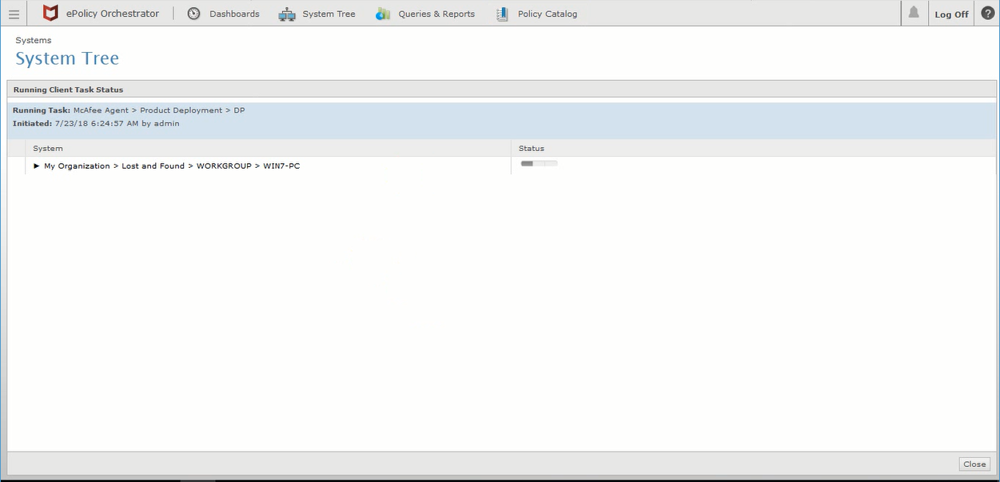 ePolicy Orchestrator Dashboards System Tree Queries & Reports Policy Catalog Log Off ?
Systems
System Tree
Running Client Task Status
Running Task: McAfee Agent > Product Deployment > DP
Initiated: 7/23/18 6:24:57 AM by admin
System Status
My Organization > Lost and Found > WORKGROUP > WIN7-PC
Close